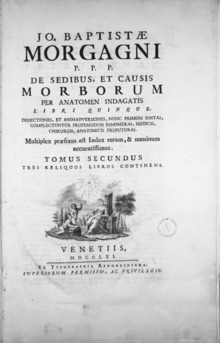 JO. BAPTISTÆ
MORGAGNI
P. P. P.
DE SEDIBUS, ET CAUSIS
MORBORUM
PER ANATOMEN INDAGATIS
LIBRI QUINQUE.
DISSECTIONES, ET ANIMADVERSIONES, NUNC PRIMUM EDITAS,
COMPLECTUNTUR PROPEMODUM INNUMERAS, MEDICIS,
CHIRURGIS, ANATOMICIS PROFUTURAS.
Multiplex præfixus est Index rerum, & nominum
accuratissimus.
TOMUS SECUNDUS
TRES RELIQUOS LIBROS CONTINENS.
VENETIIS,
MDCCLXI.
EX TYPOGRAPHIA REMONDINIANA.
SUPERIORUM PERMISSU, AC PRIVILEGIO.